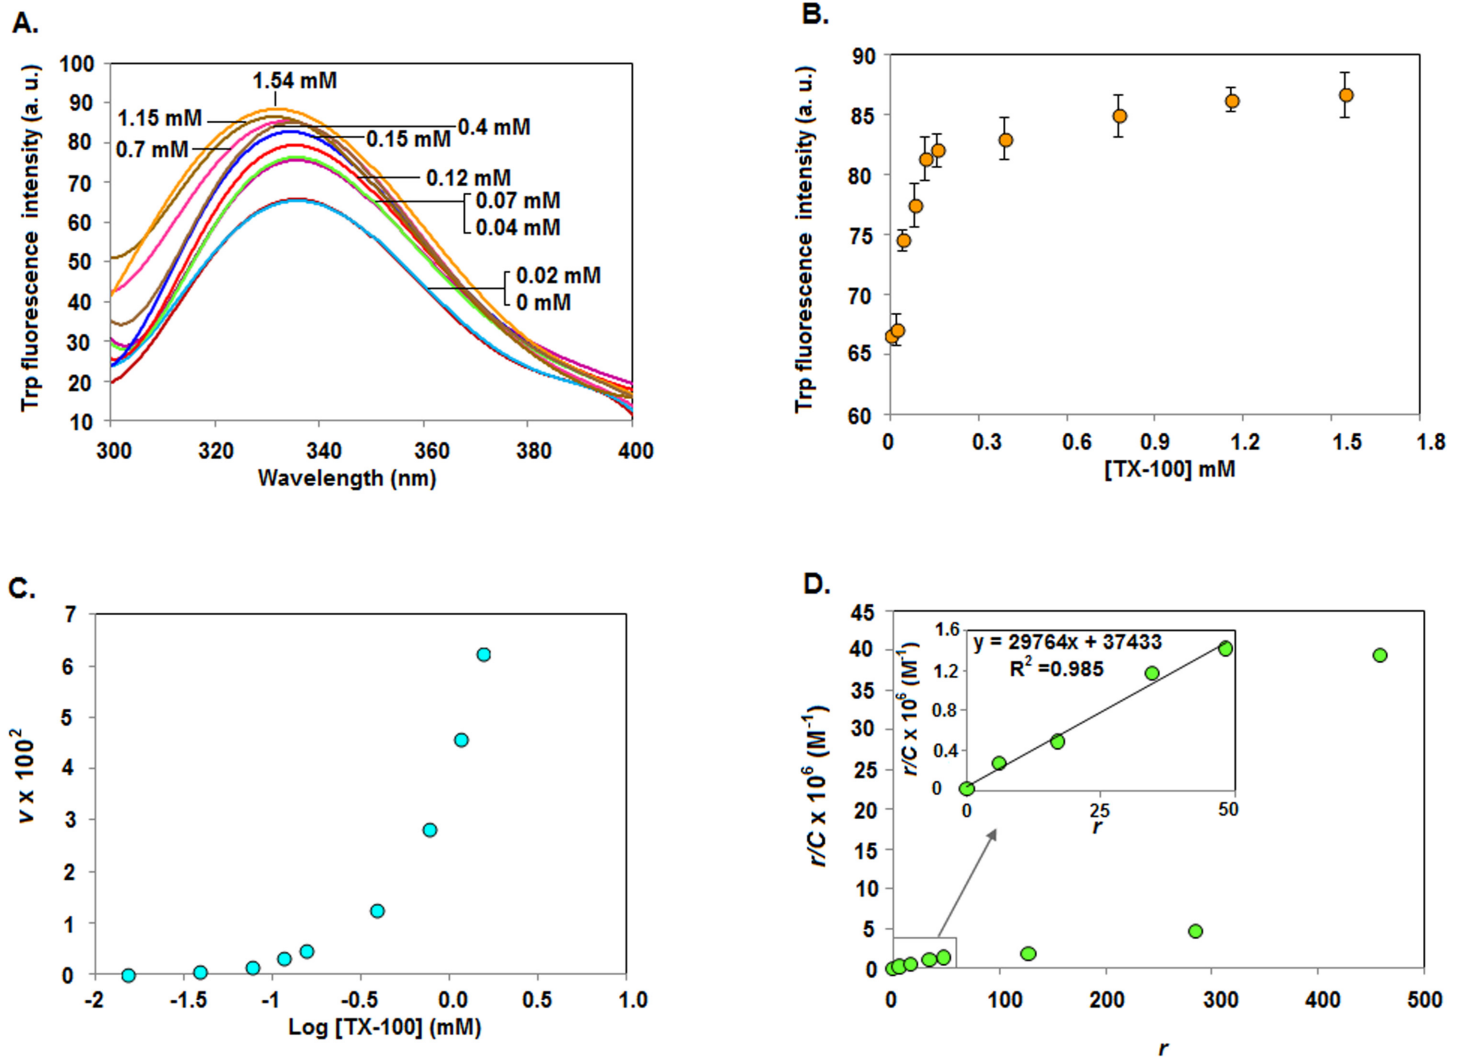 A.
Trp fluorescence intensity (a. u.)
100
90
80
70
60
50
40
30
20
10
300
320
340
360
380
400
Wavelength (nm)
1.54 mM
1.15 mM
0.7 mM
0.4 mM
0.15 mM
0.12 mM
0.07 mM
0.04 mM
0.02 mM
0 mM
B.
Trp fluorescence intensity (a. u.)
90
85
80
75
70
65
60
0
0.3
0.6
0.9
1.2
1.5
1.8
[TX-100] mM
C.
v x 100²
7
6
5
4
3
2
1
0
-2
-1.5
-1
-0.5
0.0
0.5
1.0
Log [TX-100] (mM)
D.
r/C x 10⁶ (M⁻¹)
45
40
35
30
25
20
15
10
5
0
0
100
200
300
400
500
r
r/C x 10⁶ (M⁻¹)
1.6
1.2
0.8
0.4
0
y = 29764x + 37433
R² =0.985
0
25
50
r